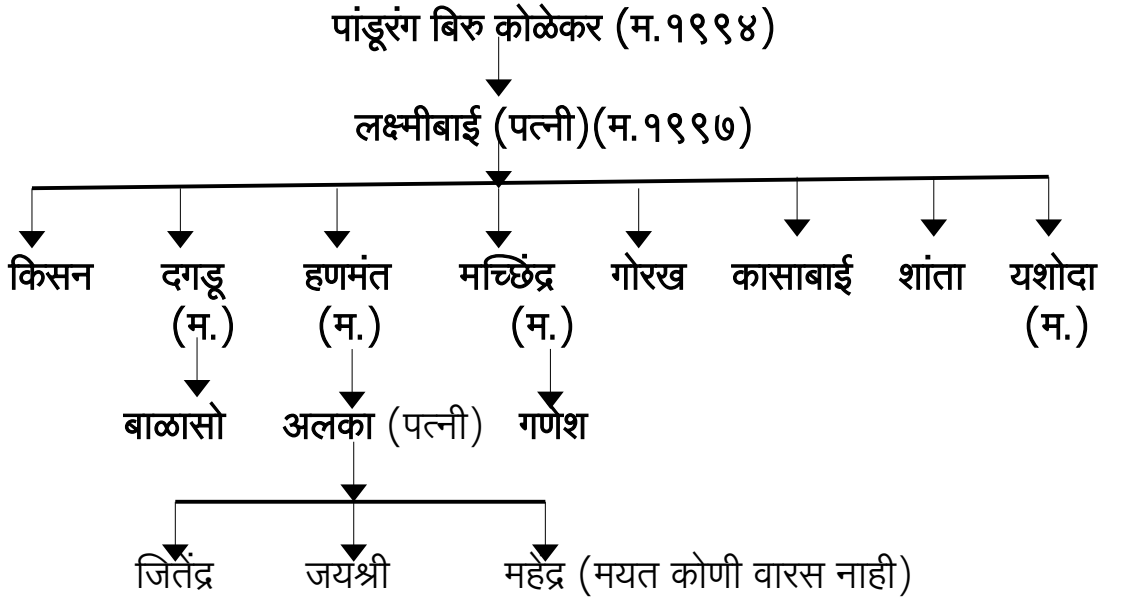 पांडूरंग बिरु कोळेकर (म.१९९४)
लक्ष्मीबाई (पत्नी)(म.१९९७)
किसन दगडू हणमंत मच्छिंद्र गोरख कासाबाई शांता यशोदा
(म.) (म.) (म.) (म.)
बाळासो अलका (पत्नी) गणेश
जितेंद्र जयश्री महेंद्र (मयत कोणी वारस नाही)